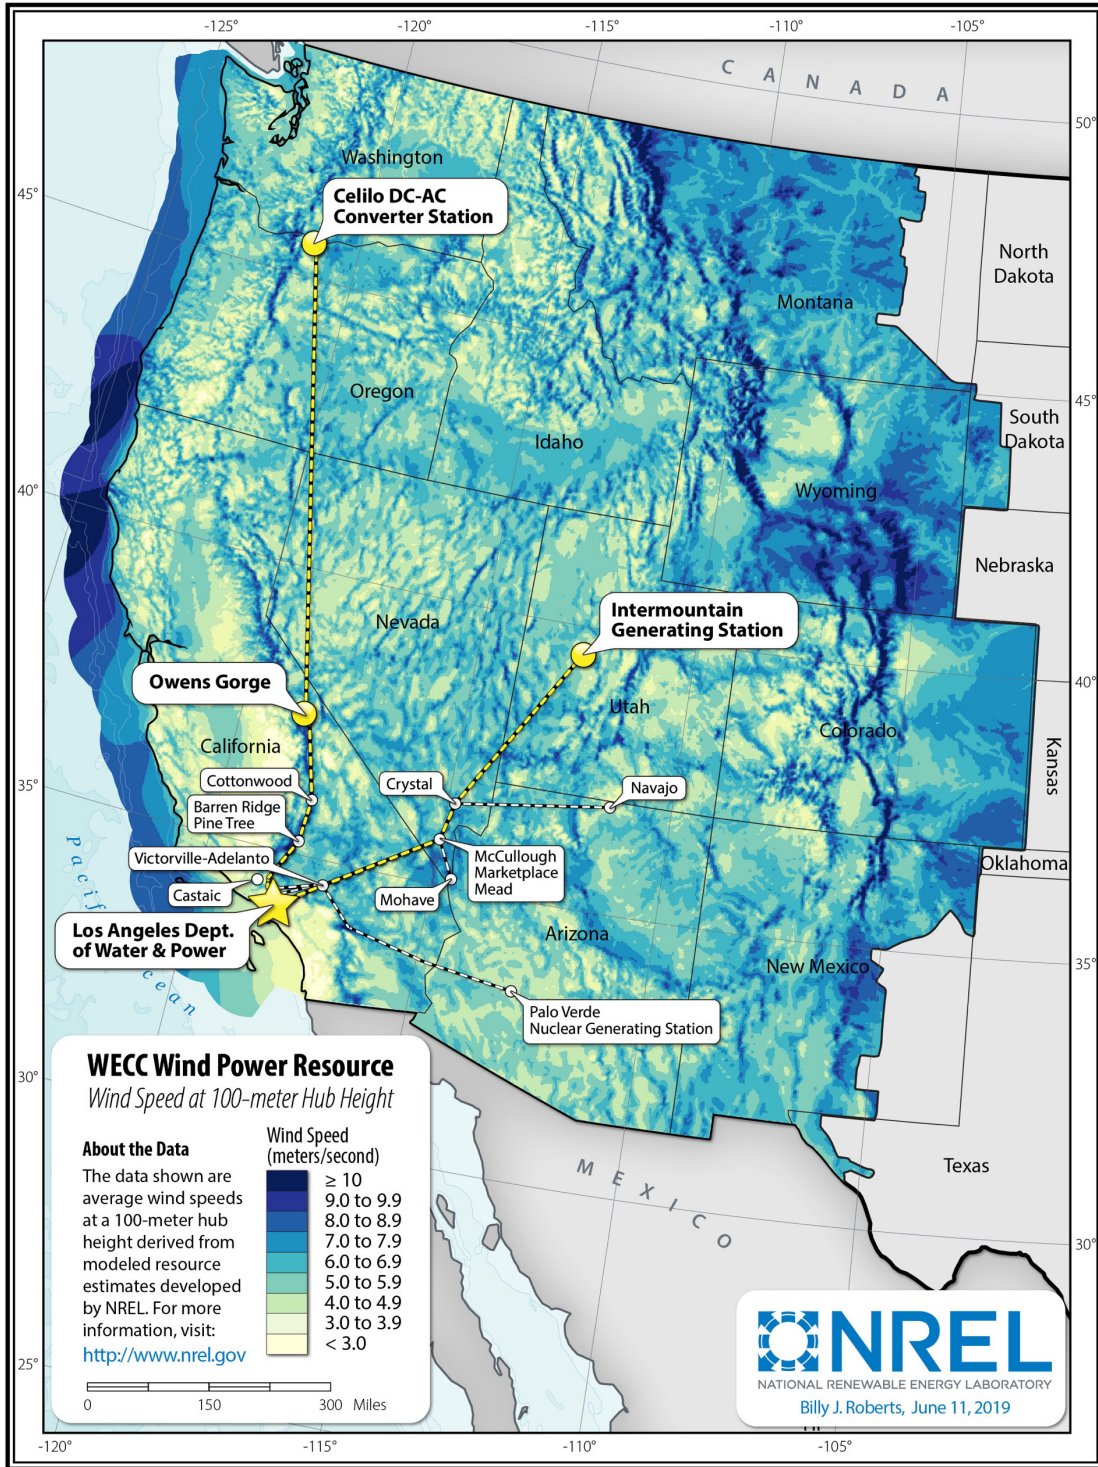 -125°
-120°
-115°
-110°
-105°
CANADA
50°
45°
Washington
Celilo DC-AC
Converter Station
North
Dakota
Montana
Oregon
45°
South
Dakota
Idaho
Wyoming
40°
Nebraska
Intermountain
Generating Station
Nevada
Owens Gorge
40°
Utah
California
Colorado
Kansas
35°
Cottonwood
Crystal
Navajo
Barren Ridge
Pine Tree
Pacific Ocean
Victorville-Adelanto
McCullough
Marketplace
Mead
Oklahoma
Castaic
Mohave
Los Angeles Dept.
of Water & Power
Arizona
New Mexico
35°
Palo Verde
Nuclear Generating Station
30°
WECC Wind Power Resource
Wind Speed at 100-meter Hub Height
About the Data
The data shown are
average wind speeds
at a 100-meter hub
height derived from
modeled resource
estimates developed
by NREL. For more
information, visit:
http://www.nrel.gov
Wind Speed
(meters/second)
≥ 10
9.0 to 9.9
8.0 to 8.9
7.0 to 7.9
6.0 to 6.9
5.0 to 5.9
4.0 to 4.9
3.0 to 3.9
< 3.0
0 150 300 Miles
MEXICO
Texas
30°
25°
NREL
NATIONAL RENEWABLE ENERGY LABORATORY
Billy J. Roberts, June 11, 2019
-120°
-115°
-110°
-105°